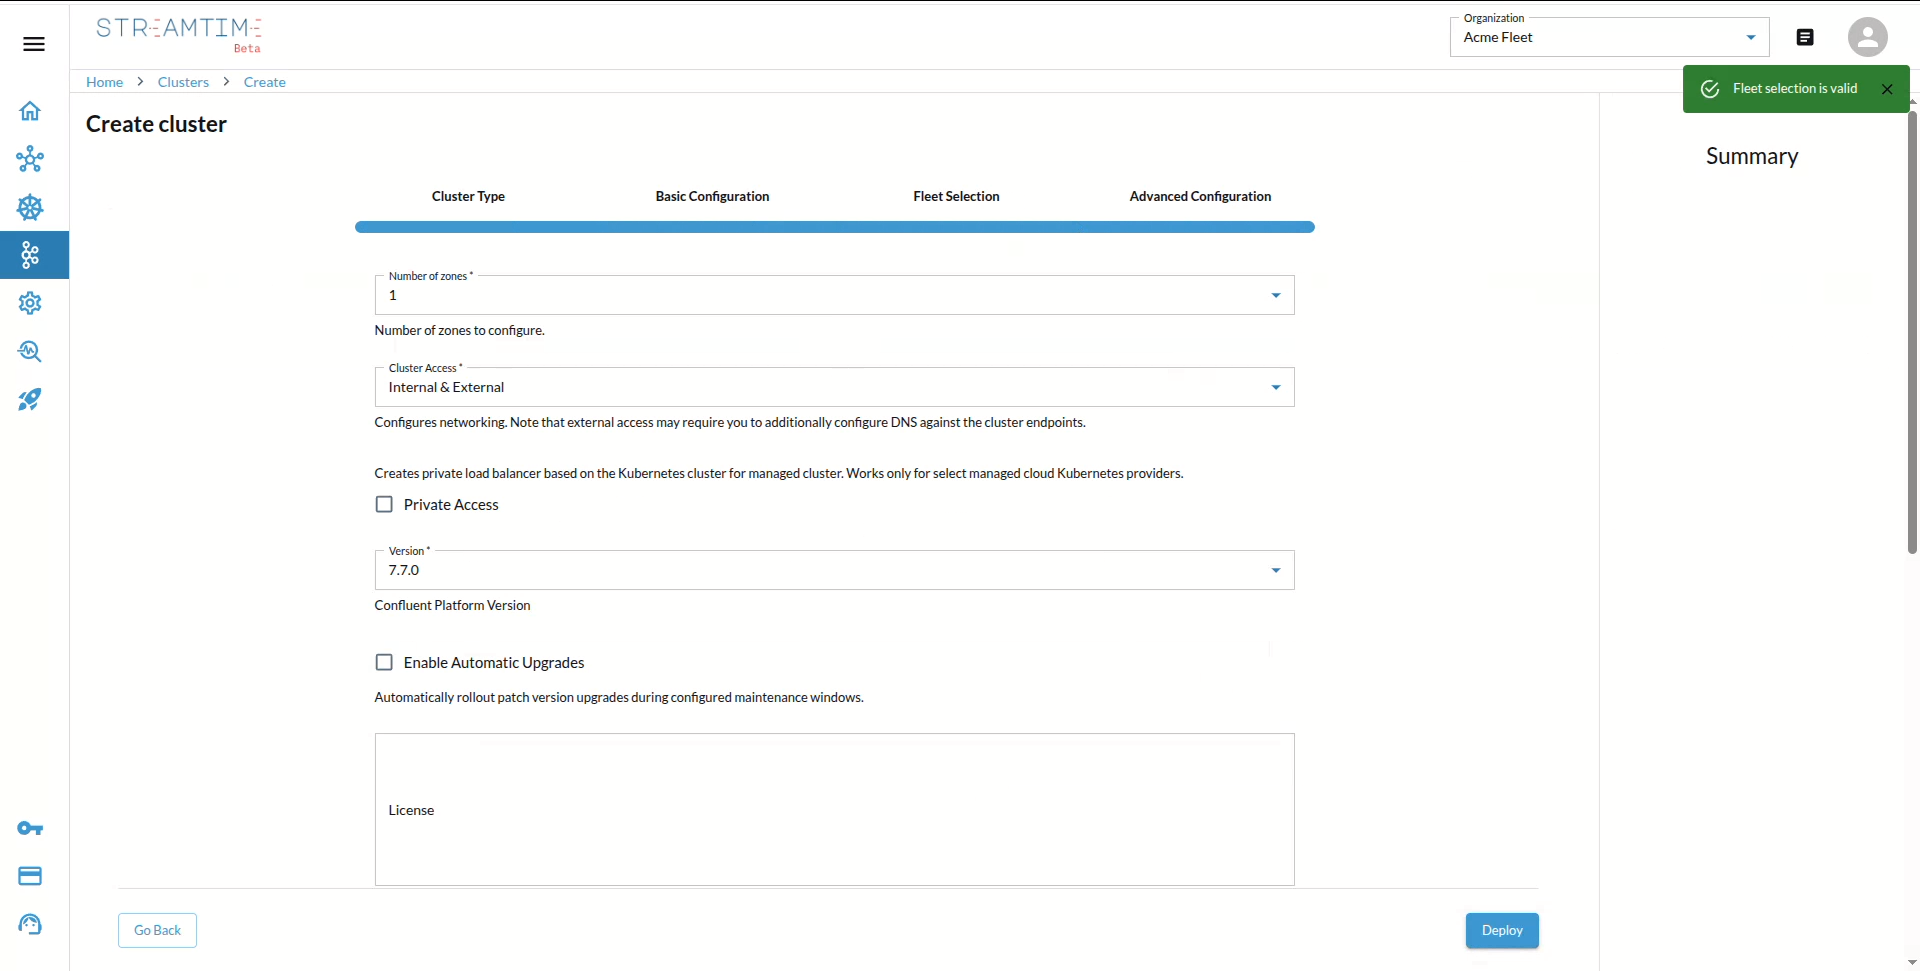 STREAMTIME
Beta
Organization
Acme Fleet
Home > Clusters > Create
Fleet selection is valid
Create cluster
Summary
Cluster Type
Basic Configuration
Fleet Selection
Advanced Configuration
Number of zones *
1
Number of zones to configure.
Cluster Access *
Internal & External
Configures networking. Note that external access may require you to additionally configure DNS against the cluster endpoints.
Creates private load balancer based on the Kubernetes cluster for managed cluster. Works only for select managed cloud Kubernetes providers.
Private Access
Version *
7.7.0
Confluent Platform Version
Enable Automatic Upgrades
Automatically rollout patch version upgrades during configured maintenance windows.
License
Go Back
Deploy